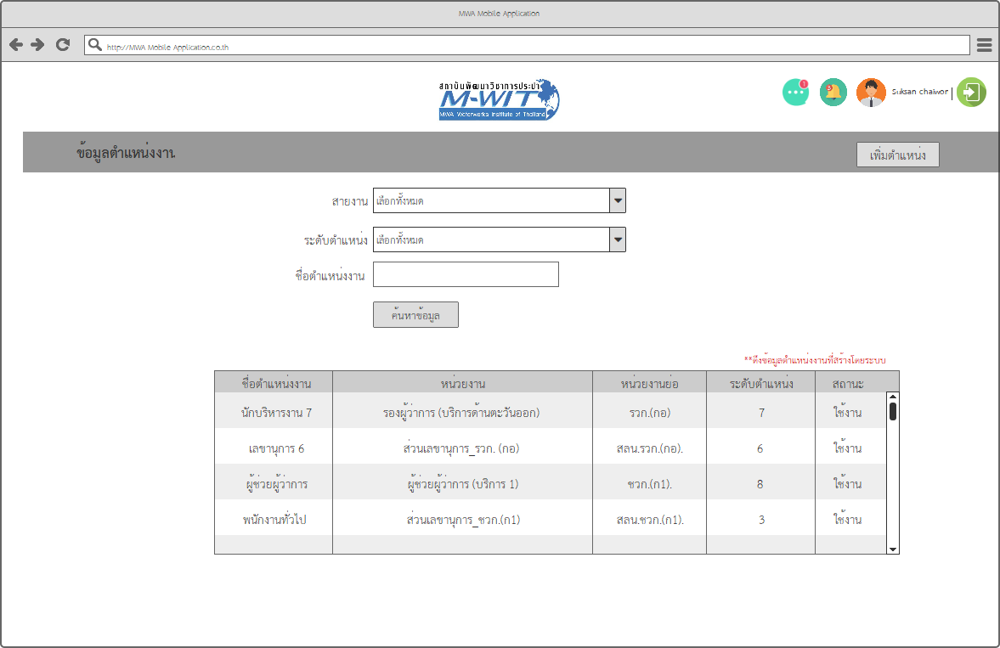 MWA Mobile Application
http://MWA Mobile Application.co.th
สถาบันพัฒนาวิชาการประปา
M-WIT
MWA Waterworks Institute of Thailand
1
3
Suksan chaiwon
ข้อมูลตำแหน่งงาน
เพิ่มตำแหน่ง
สายงาน เลือกทั้งหมด
ระดับตำแหน่ง เลือกทั้งหมด
ชื่อตำแหน่งงาน
ค้นหาข้อมูล
**ดึงข้อมูลตำแหน่งงานที่สร้างโดยระบบ
ชื่อตำแหน่งงาน หน่วยงาน หน่วยงานย่อ ระดับตำแหน่ง สถานะ
นักบริหารงาน 7 รองผู้ว่าการ (บริการด้านตะวันออก) รวก.(กอ) 7 ใช้งาน
เลขานุการ 6 ส่วนเลขานุการ_รวก. (กอ) สลน.รวก.(กอ). 6 ใช้งาน
ผู้ช่วยผู้ว่าการ ผู้ช่วยผู้ว่าการ (บริการ 1) ชวก.(ก1). 8 ใช้งาน
พนักงานทั่วไป ส่วนเลขานุการ_ชวก.(ก1) สลน.ชวก.(ก1). 3 ใช้งาน